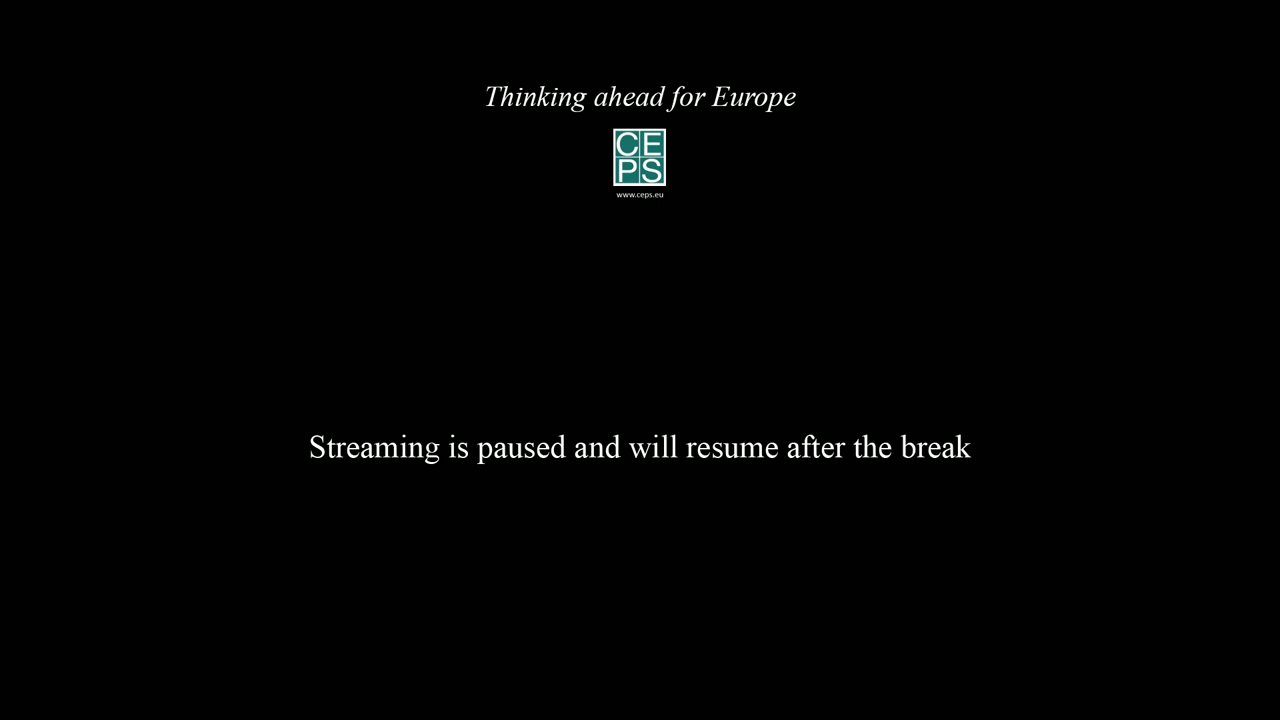 Thinking ahead for Europe
CE
PS
www.ceps.eu
Streaming is paused and will resume after the break